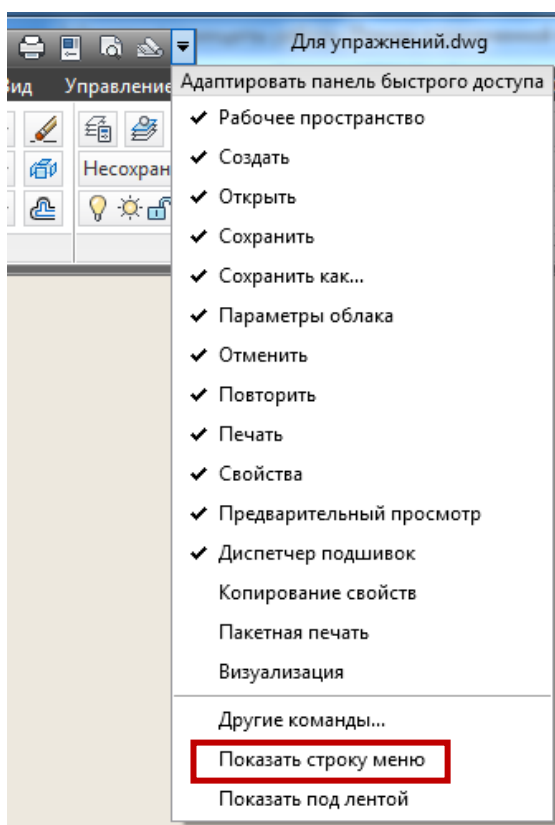 Для упражнений.dwg
Вид Управление
Адаптировать панель быстрого доступа
Рабочее пространство
Создать
Несохран
Открыть
Сохранить
Сохранить как...
Параметры облака
Отменить
Повторить
Печать
Свойства
Предварительный просмотр
Диспетчер подшивок
Копирование свойств
Пакетная печать
Визуализация
Другие команды...
Показать строку меню
Показать под лентой